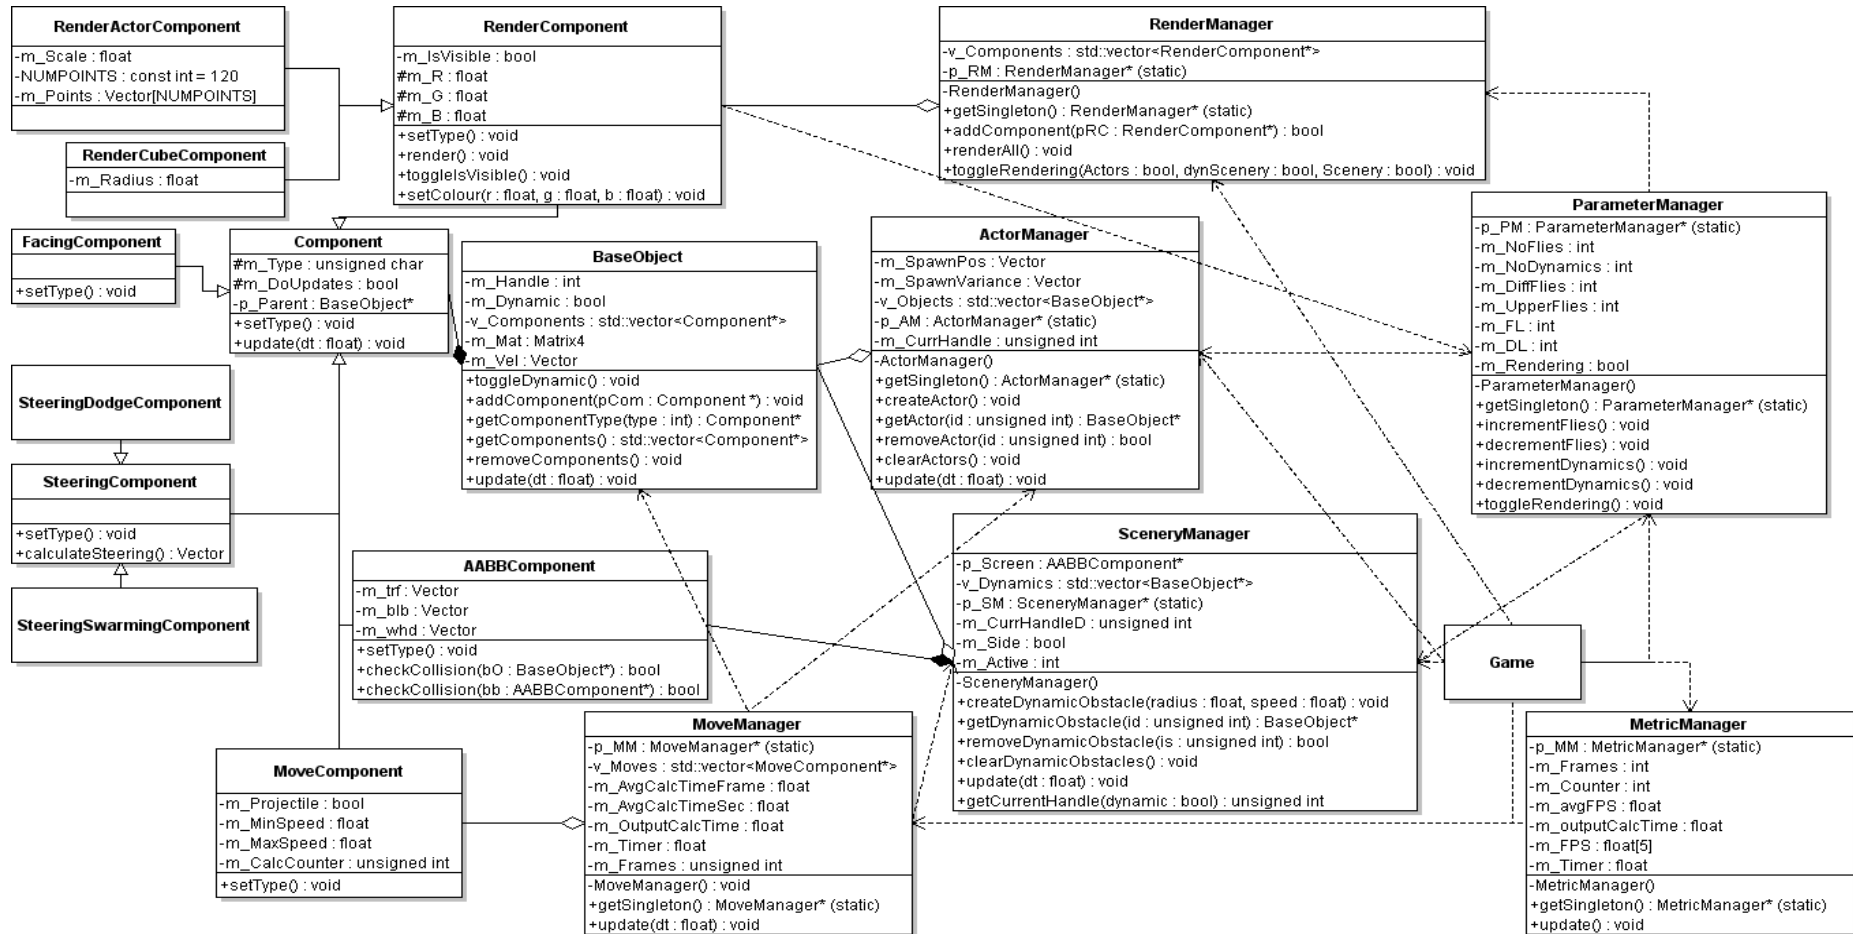 RenderActorComponent
-m_Scale : float
-NUMPOINTS : const int = 120
-m_Points : Vector[NUMPOINTS]
RenderCubeComponent
-m_Radius : float
RenderComponent
-m_IsVisible : bool
#m_R : float
#m_G : float
#m_B : float
+setType() : void
+render() : void
+toggleIsVisible() : void
+setColour(r : float, g : float, b : float) : void
RenderManager
-v_Components : std::vector<RenderComponent*>
-p_RM : RenderManager* (static)
-RenderManager()
+getSingleton() : RenderManager* (static)
+addComponent(pRC : RenderComponent*) : bool
+renderAll() : void
+toggleRendering(Actors : bool, dynScenery : bool, Scenery : bool) : void
FacingComponent
+setType() : void
Component
#m_Type : unsigned char
#m_DoUpdates : bool
-p_Parent : BaseObject*
+setType() : void
+update(dt : float) : void
BaseObject
-m_Handle : int
-m_Dynamic : bool
-v_Components : std::vector<Component*>
-m_Mat : Matrix4
-m_Vel : Vector
+toggleDynamic() : void
+addComponent(pCom : Component *) : void
+getComponentType(type : int) : Component*
+getComponents() : std::vector<Component*>
+removeComponents() : void
+update(dt : float) : void
ActorManager
-m_SpawnPos : Vector
-m_SpawnVariance : Vector
-v_Objects : std::vector<BaseObject*>
-p_AM : ActorManager* (static)
-m_CurrHandle : unsigned int
-ActorManager()
+getSingleton() : ActorManager* (static)
+createActor() : void
+getActor(id : unsigned int) : BaseObject*
+removeActor(id : unsigned int) : bool
+clearActors() : void
+update(dt : float) : void
ParameterManager
-p_PM : ParameterManager* (static)
-m_NoFlies : int
-m_NoDynamics : int
-m_DiffFlies : int
-m_UpperFlies : int
-m_FL : int
-m_DL : int
-m_Rendering : bool
-ParameterManager()
+getSingleton() : ParameterManager* (static)
+incrementFlies() : void
+decrementFlies) : void
+incrementDynamics() : void
+decrementDynamics() : void
+toggleRendering() : void
SteeringDodgeComponent
SteeringComponent
+setType() : void
+calculateSteering() : Vector
SteeringSwarmingComponent
AABBComponent
-m_trf : Vector
-m_blb : Vector
-m_whd : Vector
+setType() : void
+checkCollision(bO : BaseObject*) : bool
+checkCollision(bb : AABBComponent*) : bool
SceneryManager
-p_Screen : AABBComponent*
-v_Dynamics : std::vector<BaseObject*>
-p_SM : SceneryManager* (static)
-m_CurrHandleD : unsigned int
-m_Side : bool
-m_Active : int
-SceneryManager()
+createDynamicObstacle(radius : float, speed : float) : void
+getDynamicObstacle(id : unsigned int) : BaseObject*
+removeDynamicObstacle(is : unsigned int) : bool
+clearDynamicObstacles() : void
+update(dt : float) : void
+getCurrentHandle(dynamic : bool) : unsigned int
Game
MoveComponent
-m_Projectile : bool
-m_MinSpeed : float
-m_MaxSpeed : float
-m_CalcCounter : unsigned int
+setType() : void
MoveManager
-p_MM : MoveManager* (static)
-v_Moves : std::vector<MoveComponent*>
-m_AvgCalcTimeFrame : float
-m_AvgCalcTimeSec : float
-m_OutputCalcTime : float
-m_Timer : float
-m_Frames : unsigned int
-MoveManager() : void
+getSingleton() : MoveManager* (static)
+update(dt : float) : void
MetricManager
-p_MM : MetricManager* (static)
-m_Frames : int
-m_Counter : int
-m_avgFPS : float
-m_outputCalcTime : float
-m_FPS : float[5]
-m_Timer : float
-MetricManager()
+getSingleton() : MetricManager* (static)
+update() : void